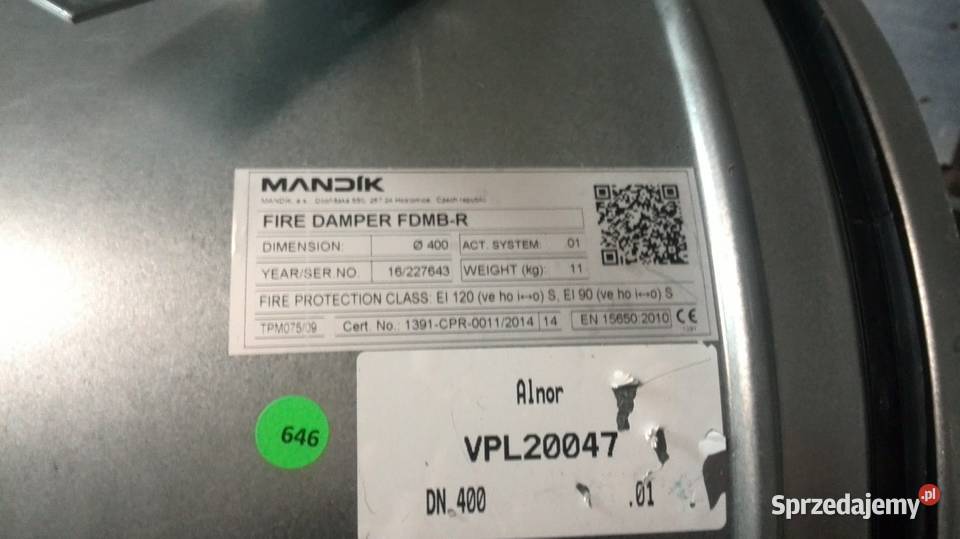 MANDÍK
MANDÍK, a.s., Dobříšská 550, 267 24 Hostomice, Czech republic
FIRE DAMPER FDMB-R
DIMENSION: Ø 400 ACT. SYSTEM: 01
YEAR/SER.NO. 16/227643 WEIGHT (kg): 11
FIRE PROTECTION CLASS: EI 120 (ve ho i↔o) S, EI 90 (ve ho i↔o) S
TPM075/09 Cert. No.: 1391-CPR-0011/2014 14 EN 15650:2010 CE
1391
Alnor
VPL20047
DN 400 .01
646
Sprzedajemy.pl